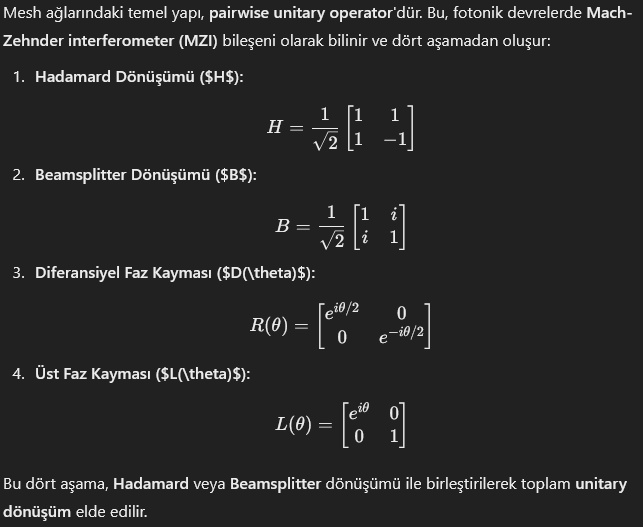 Mesh ağlarındaki temel yapı, pairwise unitary operator'dür. Bu, fotonik devrelerde Mach-
Zehnder interferometer (MZI) bileşeni olarak bilinir ve dört aşamadan oluşur:
1. Hadamard Dönüşümü ($H$):
H = \frac{1}{\sqrt{2}} \begin{bmatrix} 1 & 1 \\ 1 & -1 \end{bmatrix}
2. Beamsplitter Dönüşümü ($B$):
B = \frac{1}{\sqrt{2}} \begin{bmatrix} 1 & i \\ i & 1 \end{bmatrix}
3. Diferansiyel Faz Kayması ($D(\theta)$):
R(\theta) = \begin{bmatrix} e^{i\theta/2} & 0 \\ 0 & e^{-i\theta/2} \end{bmatrix}
4. Üst Faz Kayması ($L(\theta)$):
L(\theta) = \begin{bmatrix} e^{i\theta} & 0 \\ 0 & 1 \end{bmatrix}
Bu dört aşama, Hadamard veya Beamsplitter dönüşümü ile birleştirilerek toplam unitary
dönüşüm elde edilir.